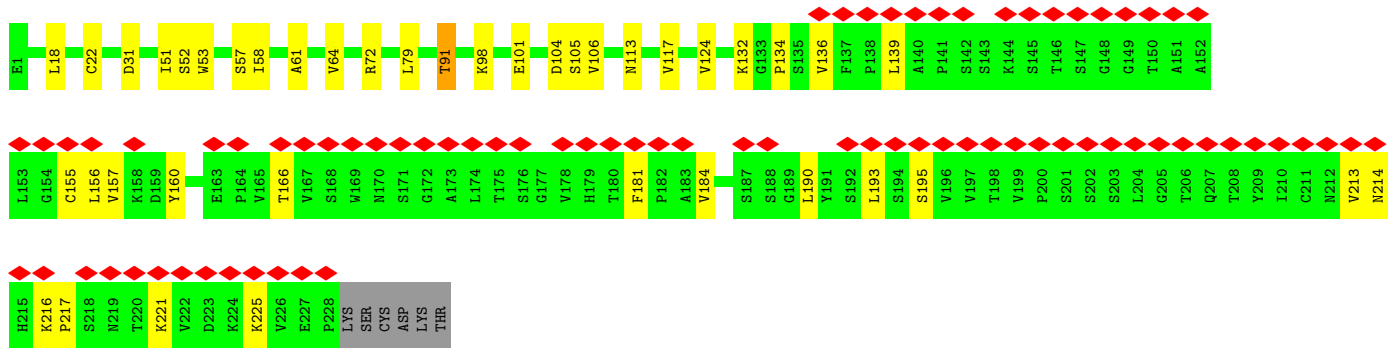 E1 L18 C22 D31 I51 S52 W53 S57 I58 A61 V64 R72 L79 T91 K98 E101 D104 S105 V106 N113 V117 V124 K132 G133 P134 S135 V136 F137 P138 L139 A140 P141 S142 S143 K144 S145 T146 S147 G148 G149 T150 A151 A152
L153 G154 C155 L156 V157 K158 D159 Y160 E163 P164 V165 T166 V167 S168 W169 N170 S171 G172 A173 L174 T175 S176 G177 V178 H179 T180 F181 P182 A183 V184 S187 S188 G189 L190 Y191 S192 L193 S194 S195 V196 V197 T198 V199 P200 S201 S202 S203 L204 G205 T206 Q207 T208 Y209 I210 C211 N212 V213 N214
H215 K216 P217 S218 N219 T220 K221 V222 D223 K224 K225 V226 E227 P228 LYS SER CYS ASP LYS THR